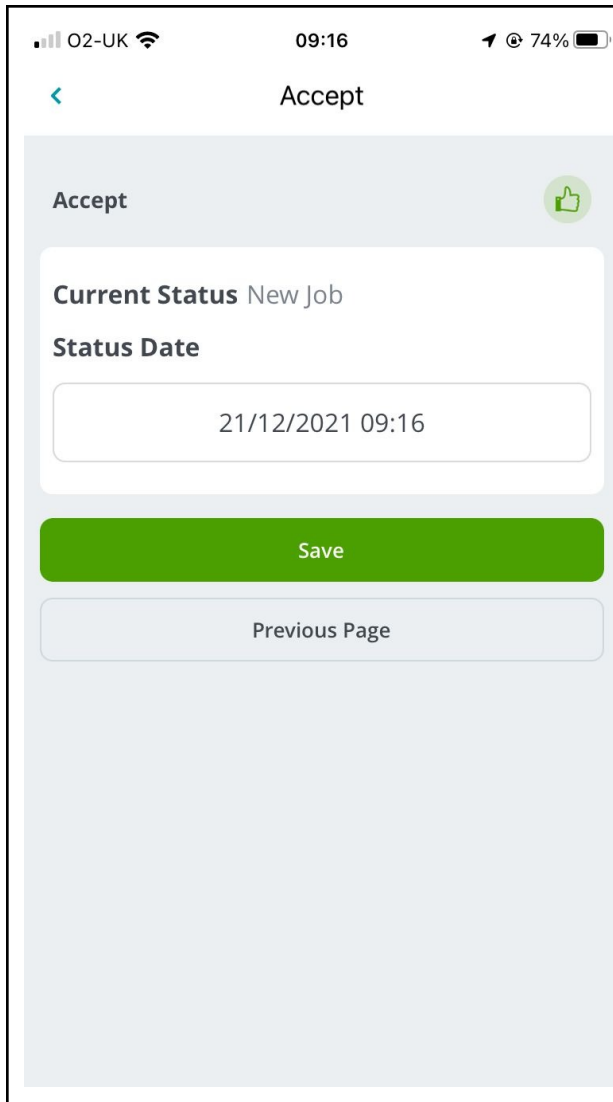 O2-UK 09:16 74%
Accept
Accept
Current Status New Job
Status Date
21/12/2021 09:16
Save
Previous Page